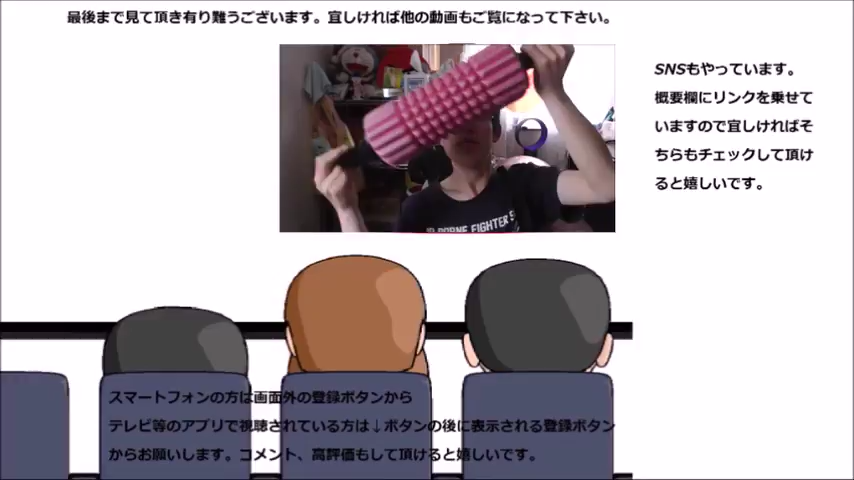 最後まで見て頂き有り難うございます。宜しければ他の動画もご覧になって下さい。
SNSもやっています。
概要欄にリンクを乗せて
いますので宜しければそ
ちらもチェックして頂け
ると嬉しいです。
FIGHTER
スマートフォンの方は画面外の登録ボタンから
テレビ等のアプリで視聴されている方は↓ボタンの後に表示される登録ボタン
からお願いします。コメント、高評価もして頂けると嬉しいです。